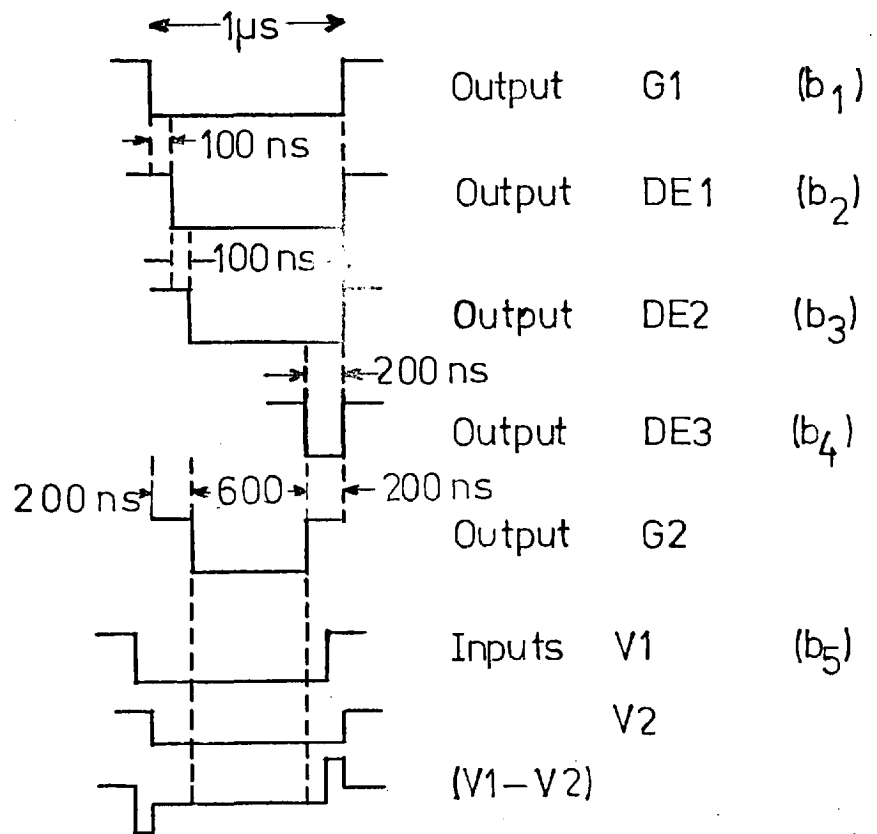 1µs
Output G1 (b1)
100 ns
Output DE1 (b2)
100 ns
Output DE2 (b3)
200 ns
Output DE3 (b4)
200 ns 600 200 ns
Output G2
Inputs V1 (b5)
V2
(V1-V2)